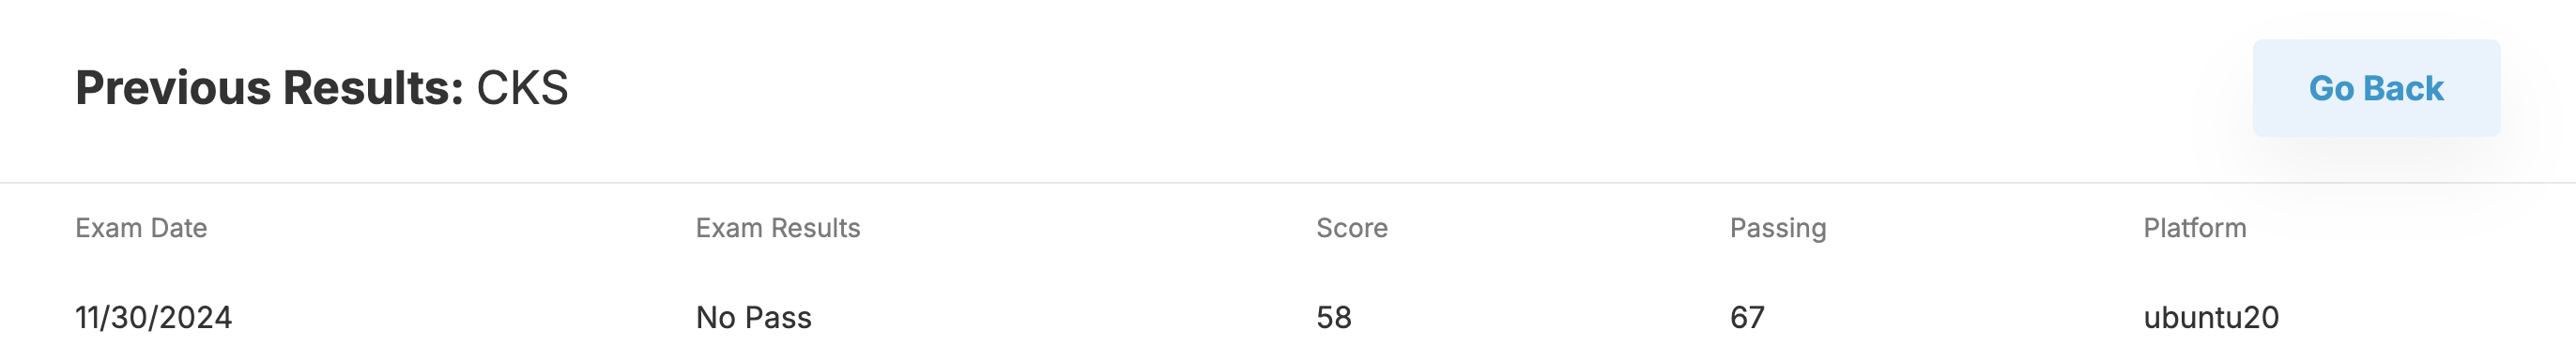 Previous Results: CKS
Go Back
Exam Date Exam Results Score Passing Platform
11/30/2024 No Pass 58 67 ubuntu20